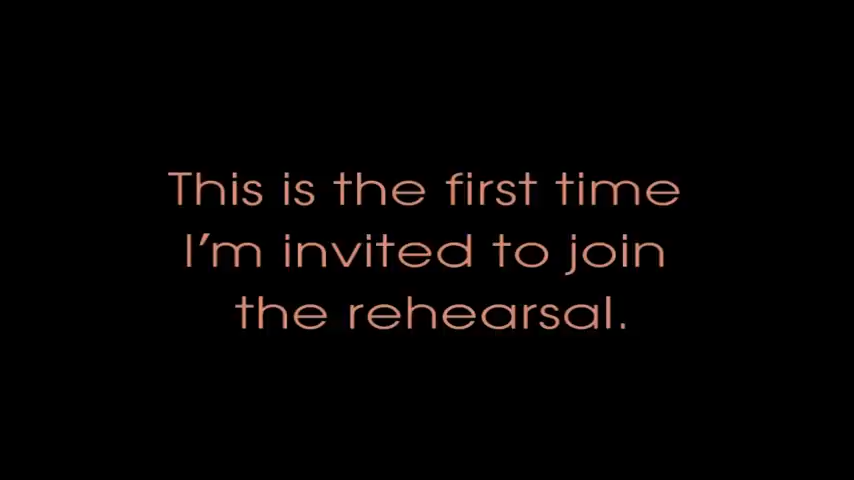 This is the first time
I’m invited to join
the rehearsal.